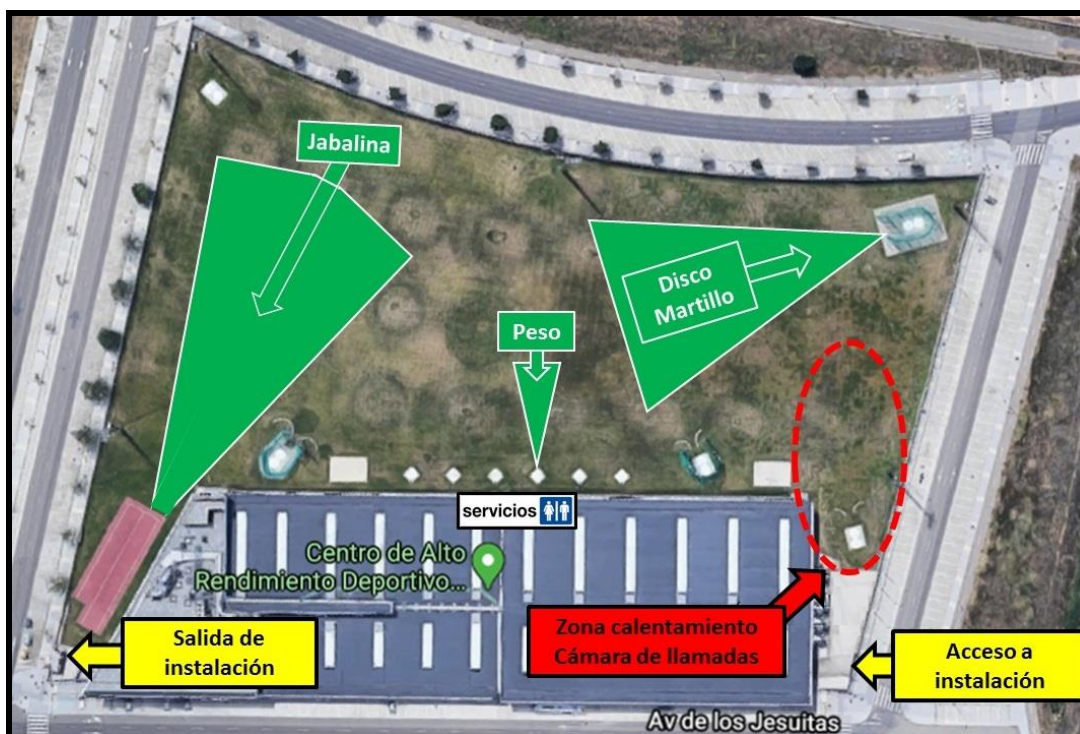 Jabalina
Disco
Martillo
Peso
servicios
Centro de Alto
Rendimiento Deportivo...
Zona calentamiento
Cámara de llamadas
Salida de
instalación
Acceso a
instalación
Av de los Jesuitas